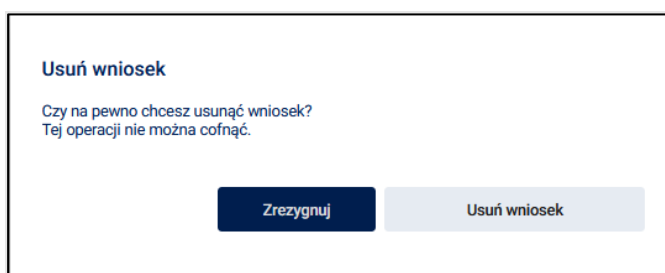 Usuń wniosek
Czy na pewno chcesz usunąć wniosek?
Tej operacji nie można cofnąć.
Zrezygnuj
Usuń wniosek